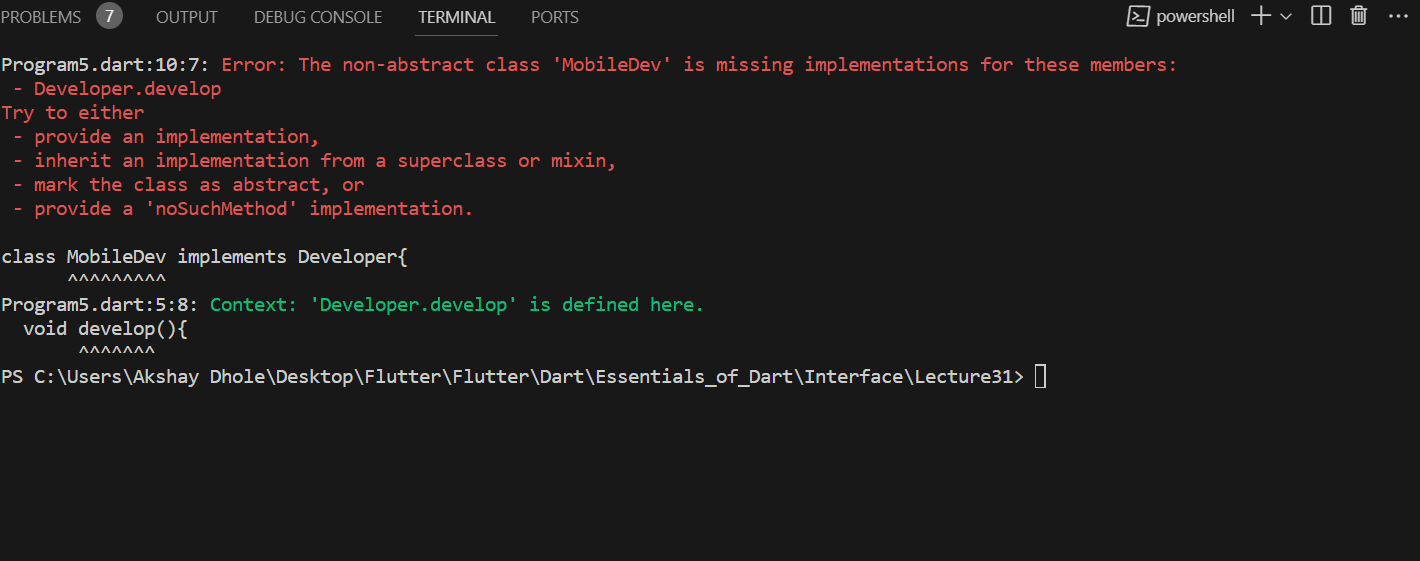 PROBLEMS 7 OUTPUT DEBUG CONSOLE TERMINAL PORTS powershell
Program5.dart:10:7: Error: The non-abstract class 'MobileDev' is missing implementations for these members:
 - Developer.develop
Try to either
 - provide an implementation,
 - inherit an implementation from a superclass or mixin,
 - mark the class as abstract, or
 - provide a 'noSuchMethod' implementation.
class MobileDev implements Developer{
      ^^^^^^^^^
Program5.dart:5:8: Context: 'Developer.develop' is defined here.
  void develop(){
       ^^^^^^^
PS C:\Users\Akshay Dhole\Desktop\Flutter\Flutter\Dart\Essentials_of_Dart\Interface\Lecture31>